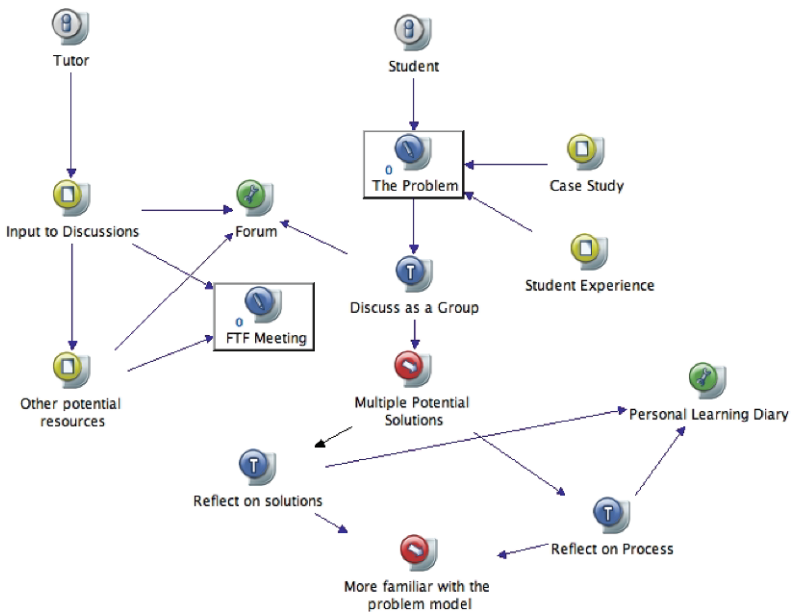 Tutor
Student
0
The Problem
Case Study
Input to Discussions
Forum
Student Experience
Discuss as a Group
0
FTF Meeting
Other potential
resources
Multiple Potential
Solutions
Personal Learning Diary
Reflect on solutions
Reflect on Process
More familiar with the
problem model